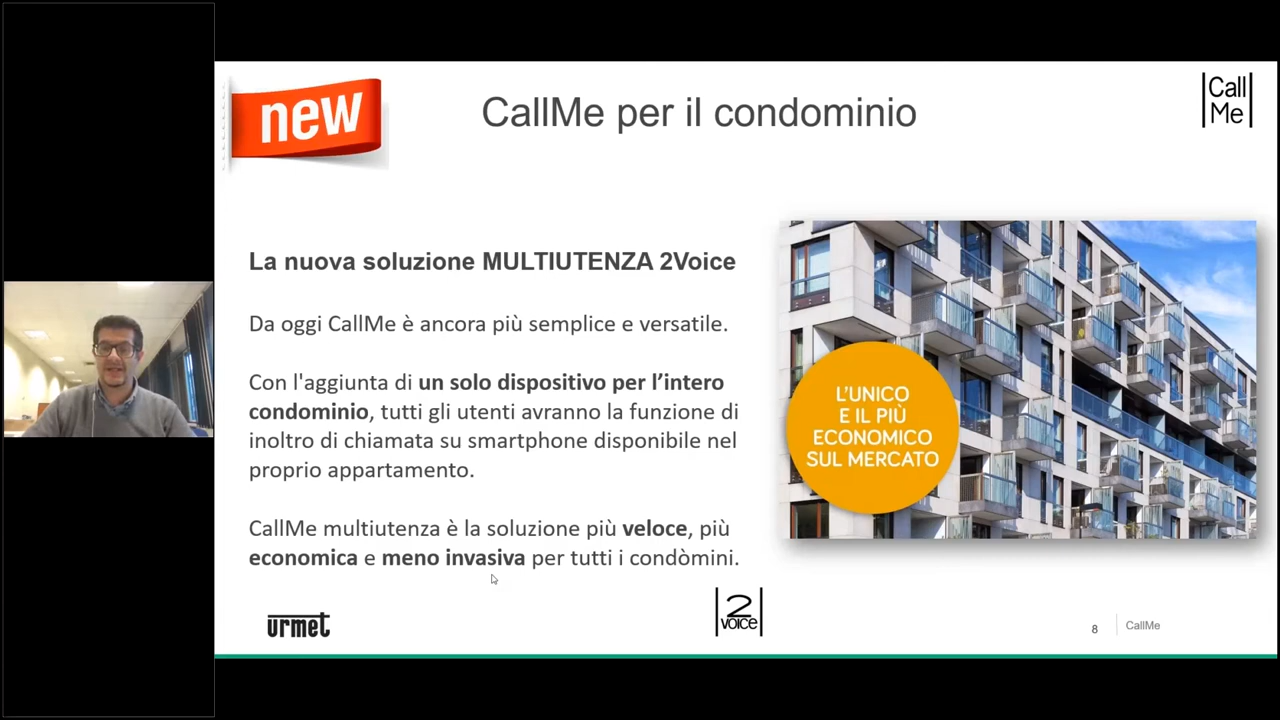 new
CallMe per il condominio
Call
Me
La nuova soluzione MULTIUTENZA 2Voice
Da oggi CallMe è ancora più semplice e versatile.
Con l'aggiunta di un solo dispositivo per l’intero
condominio, tutti gli utenti avranno la funzione di
inoltro di chiamata su smartphone disponibile nel
proprio appartamento.
CallMe multiutenza è la soluzione più veloce, più
economica e meno invasiva per tutti i condòmini.
L’UNICO
E IL PIÙ
ECONOMICO
SUL MERCATO
urmet
2
VOICE
8
CallMe